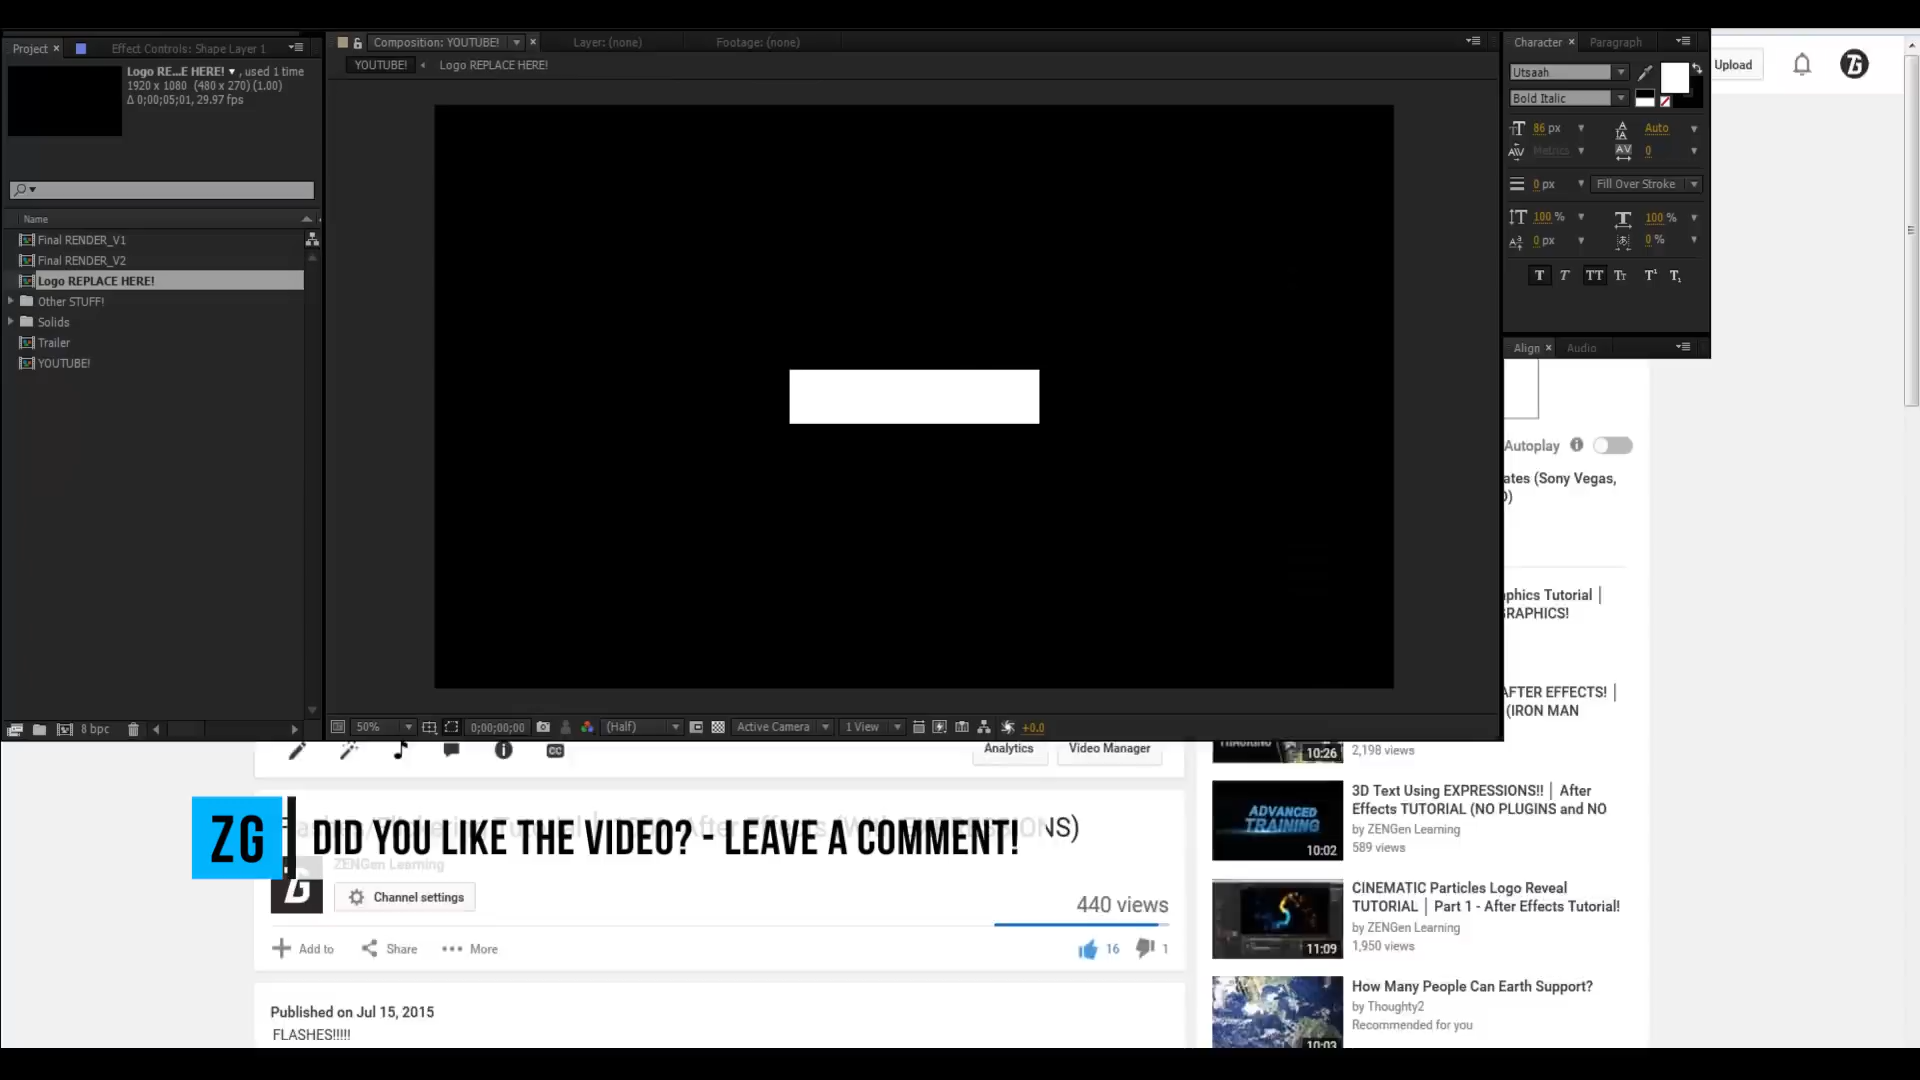 Project
Effect Controls: Shape Layer 1
Logo RE...E HERE! , used 1 time
1920 x 1080 (480 x 270) (1.00)
Δ 0;00;05;01, 29.97 fps
Name
Final RENDER_V1
Final RENDER_V2
Logo REPLACE HERE!
Other STUFF!
Solids
Trailer
YOUTUBE!
8 bpc
Composition: YOUTUBE!
Layer: (none)
Footage: (none)
YOUTUBE!
Logo REPLACE HERE!
50%
0;00;00;00
(Half)
Active Camera
1 View
+0.0
Character
Paragraph
Utsaah
Bold Italic
86 px
Auto
Metrics
0
0 px
Fill Over Stroke
100 %
100 %
0 px
0 %
Align
Audio
Upload
Autoplay
ates (Sony Vegas,
phics Tutorial |
RAPHICS!
AFTER EFFECTS! |
(IRON MAN
10:26
2,198 views
CC
Analytics
Video Manager
ZG
DID YOU LIKE THE VIDEO? - LEAVE A COMMENT!
NS)
ZENGen Learning
Channel settings
440 views
Add to
Share
More
16
1
Published on Jul 15, 2015
FLASHES!!!!!
ADVANCED
TRAINING
10:02
3D Text Using EXPRESSIONS!! | After
Effects TUTORIAL (NO PLUGINS and NO
by ZENGen Learning
589 views
11:09
CINEMATIC Particles Logo Reveal
TUTORIAL | Part 1 - After Effects Tutorial!
by ZENGen Learning
1,950 views
10:03
How Many People Can Earth Support?
by Thoughty2
Recommended for you